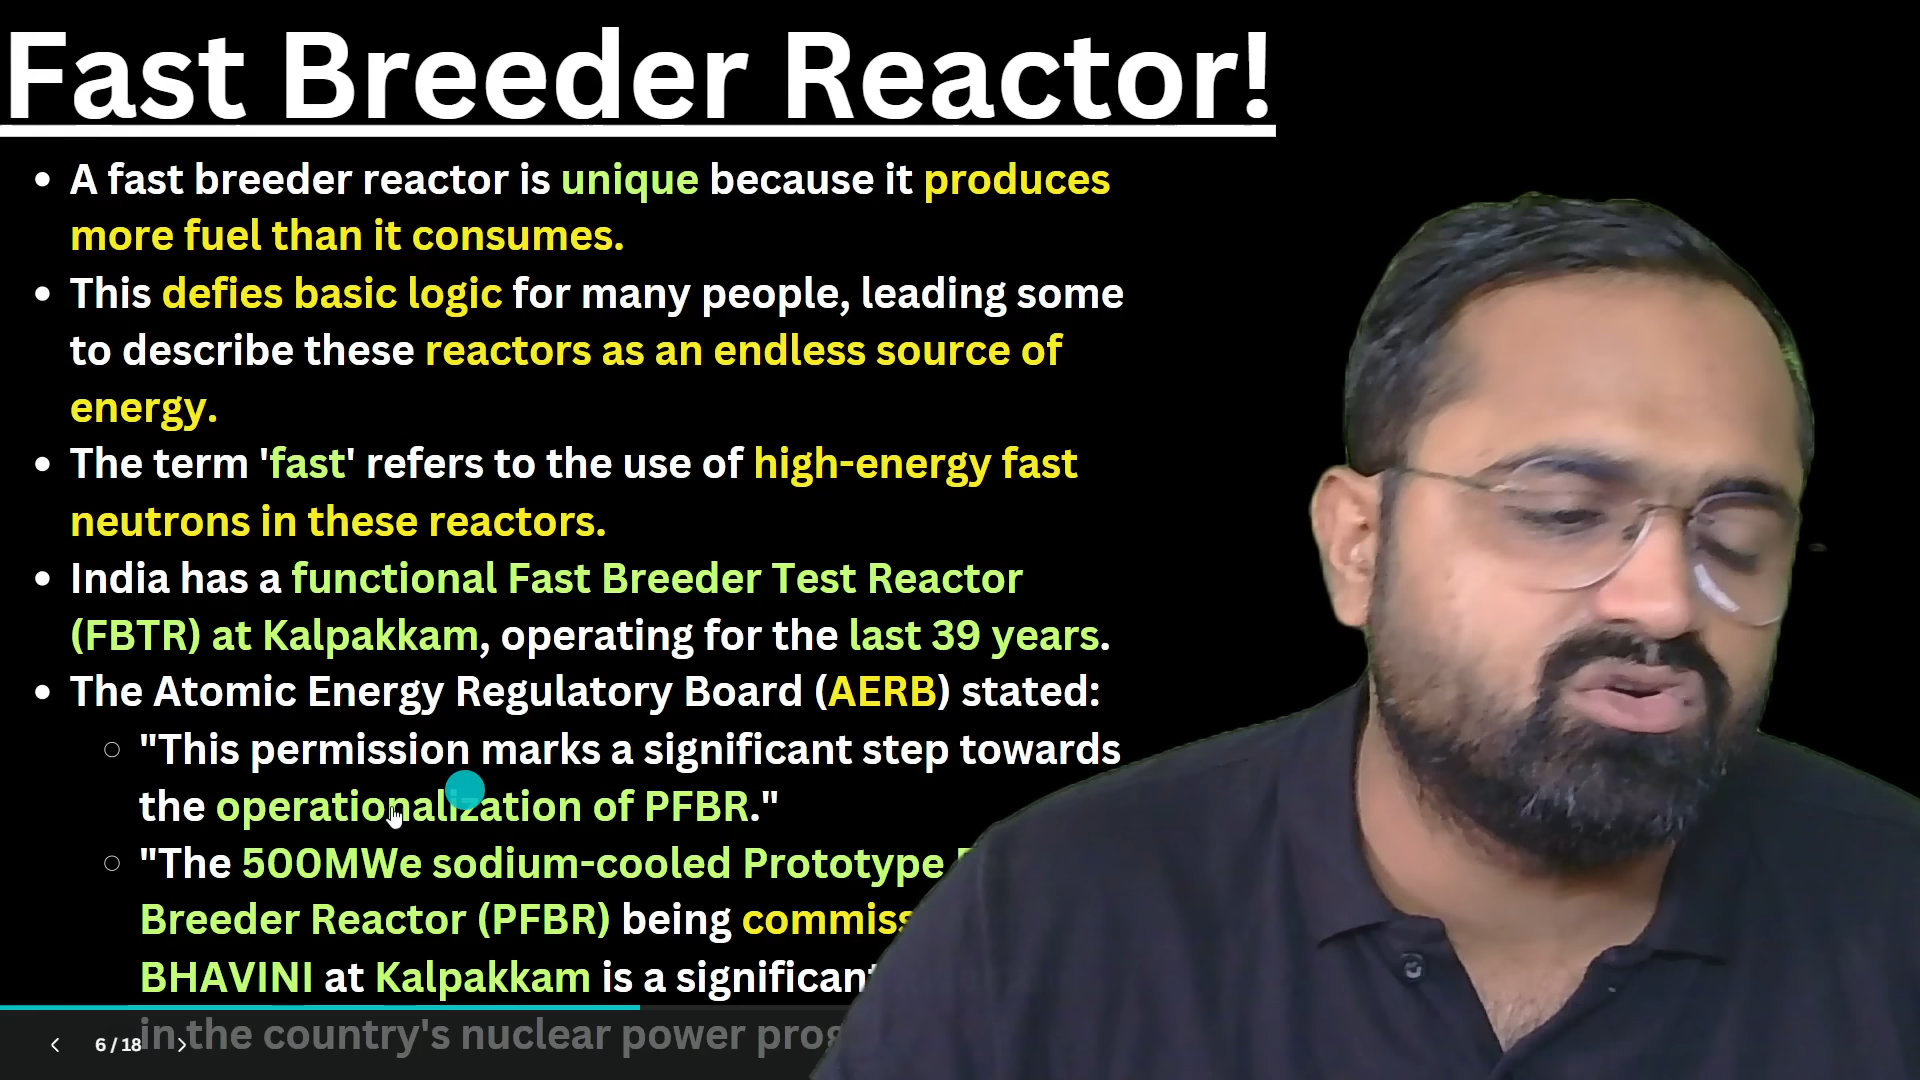 Fast Breeder Reactor!
• A fast breeder reactor is unique because it produces
more fuel than it consumes.
• This defies basic logic for many people, leading some
to describe these reactors as an endless source of
energy.
• The term 'fast' refers to the use of high-energy fast
neutrons in these reactors.
• India has a functional Fast Breeder Test Reactor
(FBTR) at Kalpakkam, operating for the last 39 years.
• The Atomic Energy Regulatory Board (AERB) stated:
○ "This permission marks a significant step towards
the operationalization of PFBR."
○ "The 500MWe sodium-cooled Prototype
Breeder Reactor (PFBR) being
BHAVINI at Kalpakkam is a significant
in the country's nuclear power
6 / 18